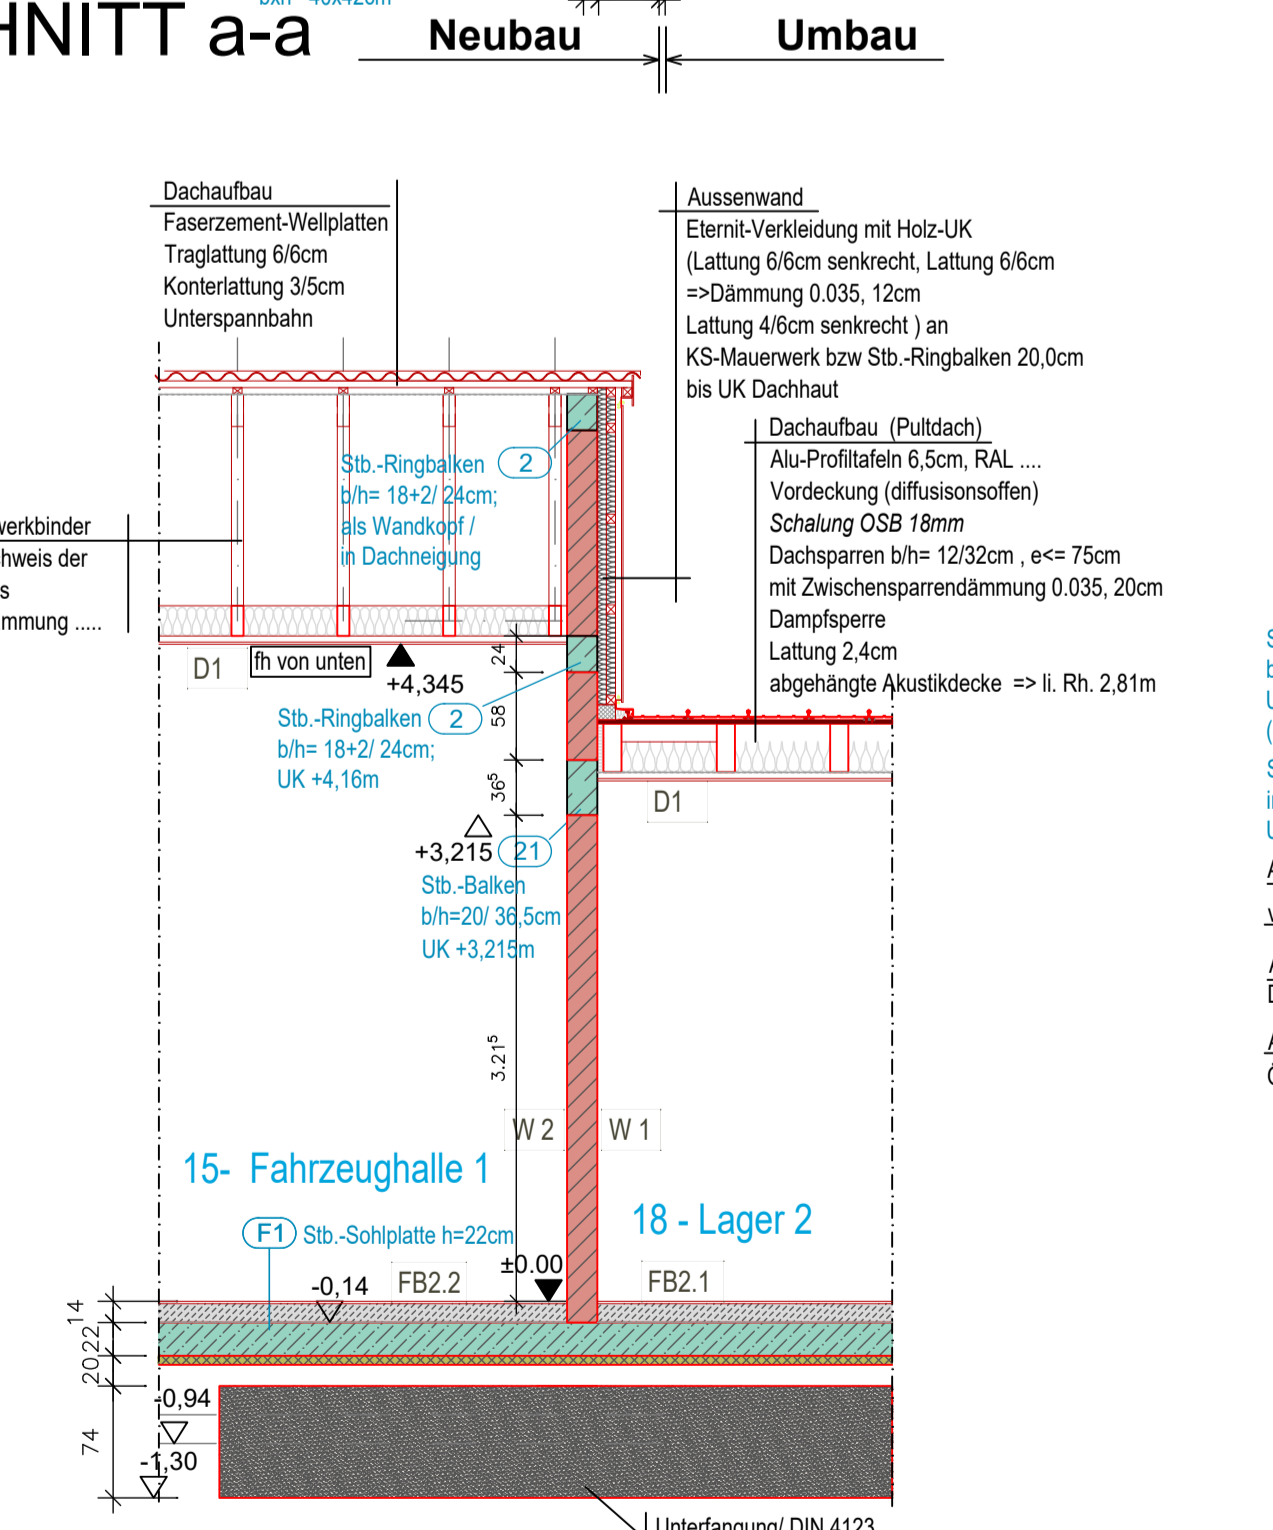 HNITT a-a
Neubau
Umbau
Dachaufbau
Faserzement-Wellplatten
Traglattung 6/6cm
Konterlattung 3/5cm
Unterspannbahn
Aussenwand
Eternit-Verkleidung mit Holz-UK
(Lattung 6/6cm senkrecht, Lattung 6/6cm
=>Dämmung 0.035, 12cm
Lattung 4/6cm senkrecht ) an
KS-Mauerwerk bzw Stb.-Ringbalken 20,0cm
bis UK Dachhaut
Dachaufbau (Pultdach)
Alu-Profiltafeln 6,5cm, RAL ....
Vordeckung (diffusisonsoffen)
Schalung OSB 18mm
Dachsparren b/h= 12/32cm , e<= 75cm
mit Zwischensparrendämmung 0.035, 20cm
Dampfsperre
Lattung 2,4cm
abgehängte Akustikdecke => li. Rh. 2,81m
Stb.-Ringbalken 2
b/h= 18+2/ 24cm;
als Wandkopf /
in Dachneigung
werkbinder
hweis der
s
mmung .....
D1
fh von unten
+4,345
24
Stb.-Ringbalken 2
b/h= 18+2/ 24cm;
UK +4,16m
58
36⁵
D1
+3,215
21
Stb.-Balken
b/h=20/ 36,5cm
UK +3,215m
3.21⁵
W 2
W 1
15- Fahrzeughalle 1
18 - Lager 2
F1 Stb.-Sohlplatte h=22cm
±0.00
-0,14
FB2.2
FB2.1
14
22
20
-0,94
74
-1,30
Unterfangung/ DIN 4123